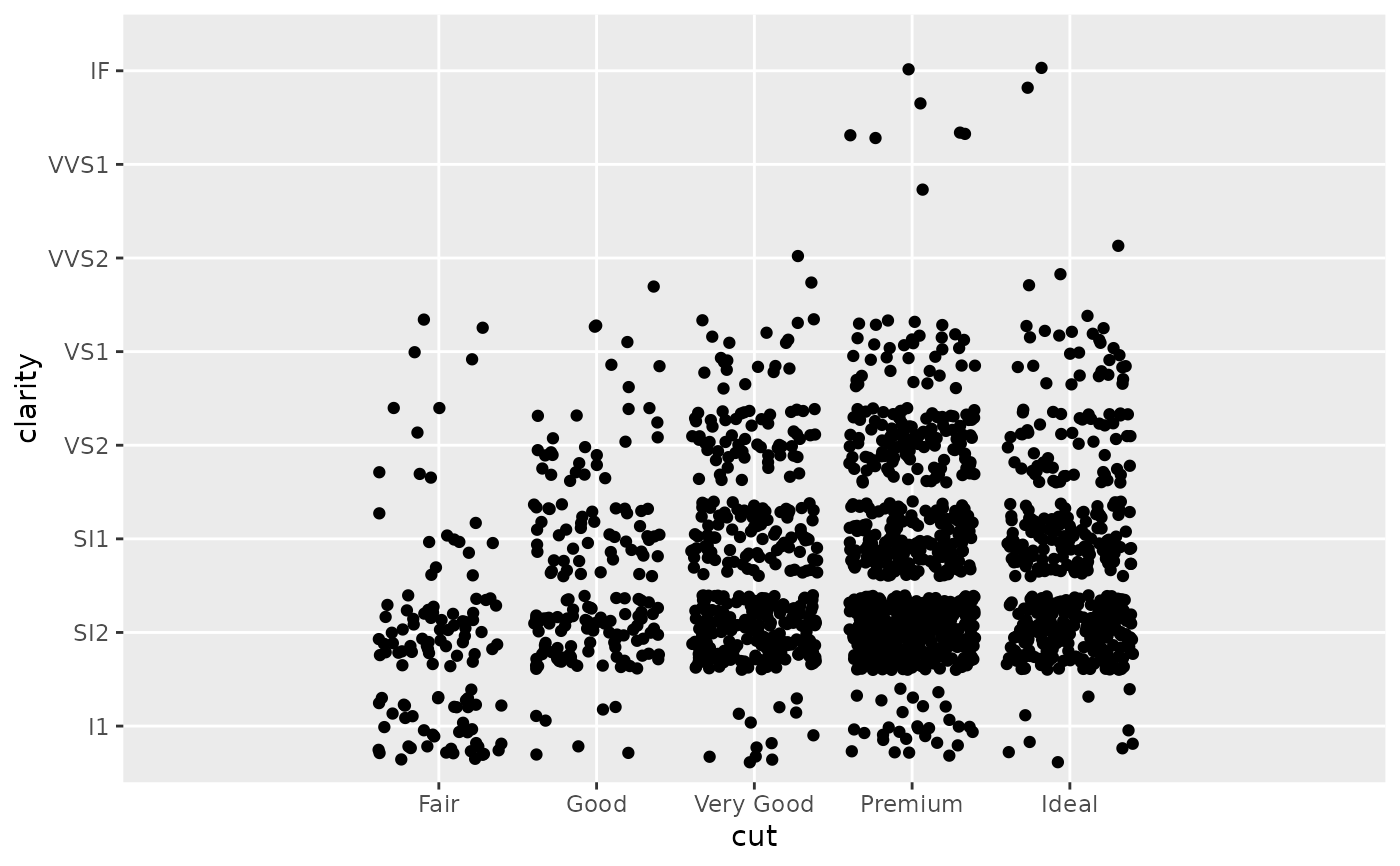 IF
VVS1
VVS2
VS1
VS2
SI1
SI2
I1
clarity
Fair Good Very Good Premium Ideal
cut